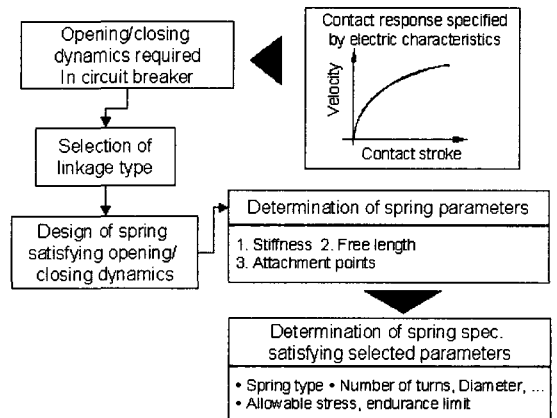 Opening/closing
dynamics required
In circuit breaker
Contact response specified
by electric characteristics
Velocity
Contact stroke
Selection of
linkage type
Design of spring
satisfying opening/
closing dynamics
Determination of spring parameters
1. Stiffness 2. Free length
3. Attachment points
Determination of spring spec.
satisfying selected parameters
• Spring type • Number of turns, Diameter, ...
• Allowable stress, endurance limit